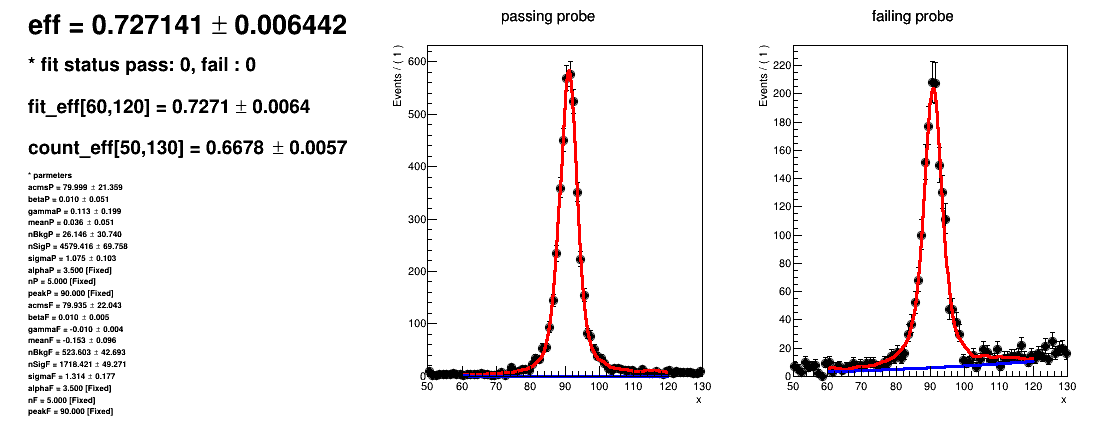 eff = 0.727141 ± 0.006442
* fit status pass: 0, fail : 0
fit_eff[60,120] = 0.7271 ± 0.0064
count_eff[50,130] = 0.6678 ± 0.0057
* parmeters
acmsP = 79.999 ± 21.359
betaP = 0.010 ± 0.051
gammaP = 0.113 ± 0.199
meanP = 0.036 ± 0.051
nBkgP = 26.146 ± 30.740
nSigP = 4579.416 ± 69.758
sigmaP = 1.075 ± 0.103
alphaP = 3.500 [Fixed]
nP = 5.000 [Fixed]
peakP = 90.000 [Fixed]
acmsF = 79.935 ± 22.043
betaF = 0.010 ± 0.005
gammaF = -0.010 ± 0.004
meanF = -0.153 ± 0.096
nBkgF = 523.603 ± 42.693
nSigF = 1718.421 ± 49.271
sigmaF = 1.314 ± 0.177
alphaF = 3.500 [Fixed]
nF = 5.000 [Fixed]
peakF = 90.000 [Fixed]
passing probe
Events / ( 1 )
600
500
400
300
200
100
0
50 60 70 80 90 100 110 120 130
x
failing probe
Events / ( 1 )
220
200
180
160
140
120
100
80
60
40
20
0
50 60 70 80 90 100 110 120 130
x